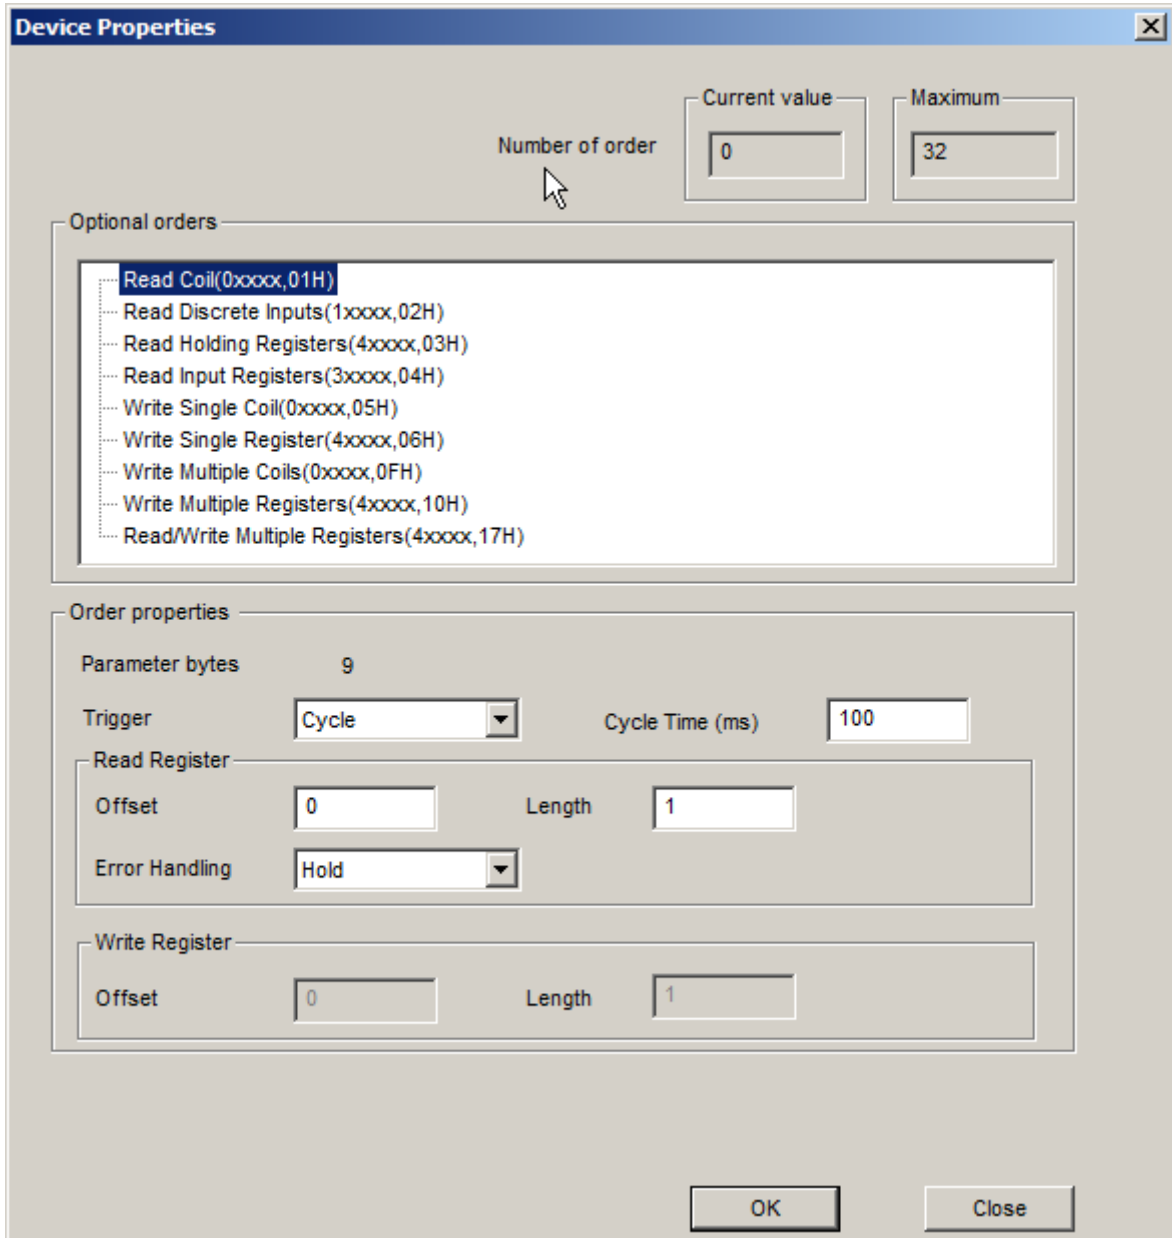 Device Properties
Current value
Maximum
Number of order
0
32
Optional orders
Read Coil(0xxxx,01H)
Read Discrete Inputs(1xxxx,02H)
Read Holding Registers(4xxxx,03H)
Read Input Registers(3xxxx,04H)
Write Single Coil(0xxxx,05H)
Write Single Register(4xxxx,06H)
Write Multiple Coils(0xxxx,0FH)
Write Multiple Registers(4xxxx,10H)
Read/Write Multiple Registers(4xxxx,17H)
Order properties
Parameter bytes 9
Trigger Cycle Cycle Time (ms) 100
Read Register
Offset 0 Length 1
Error Handling Hold
Write Register
Offset 0 Length 1
OK Close